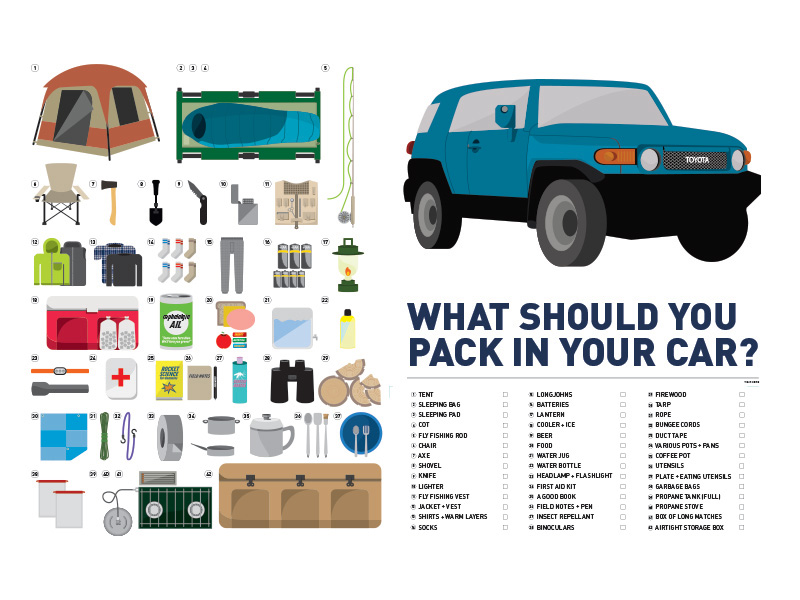 1
2 3 4
5
6
7
8
9
10
11
12
13
14
15
16
17
18
19
20
21
22
23
24
25
26
27
28
29
30
31
32
33
34
35
36
37
38
39 40 41
42
AIL
ROCKET
SCIENCE
FIELD NOTES
TOYOTA
WHAT SHOULD YOU
PACK IN YOUR CAR?
1 TENT
2 SLEEPING BAG
3 SLEEPING PAD
4 COT
5 FLY FISHING ROD
6 CHAIR
7 AXE
8 SHOVEL
9 KNIFE
10 LIGHTER
11 FLY FISHING VEST
12 JACKET + VEST
13 SHIRTS + WARM LAYERS
14 SOCKS
15 LONGJOHNS
16 BATTERIES
17 LANTERN
18 COOLER + ICE
19 BEER
20 FOOD
21 WATER JUG
22 WATER BOTTLE
23 HEADLAMP + FLASHLIGHT
24 FIRST AID KIT
25 A GOOD BOOK
26 FIELD NOTES + PEN
27 INSECT REPELLANT
28 BINOCULARS
29 FIREWOOD
30 TARP
31 ROPE
32 BUNGEE CORDS
33 DUCT TAPE
34 VARIOUS POTS + PANS
35 COFFEE POT
36 UTENSILS
37 PLATE + EATING UTENSILS
38 GARBAGE BAGS
39 PROPANE TANK (FULL)
40 PROPANE STOVE
41 BOX OF LONG MATCHES
42 AIRTIGHT STORAGE BOX